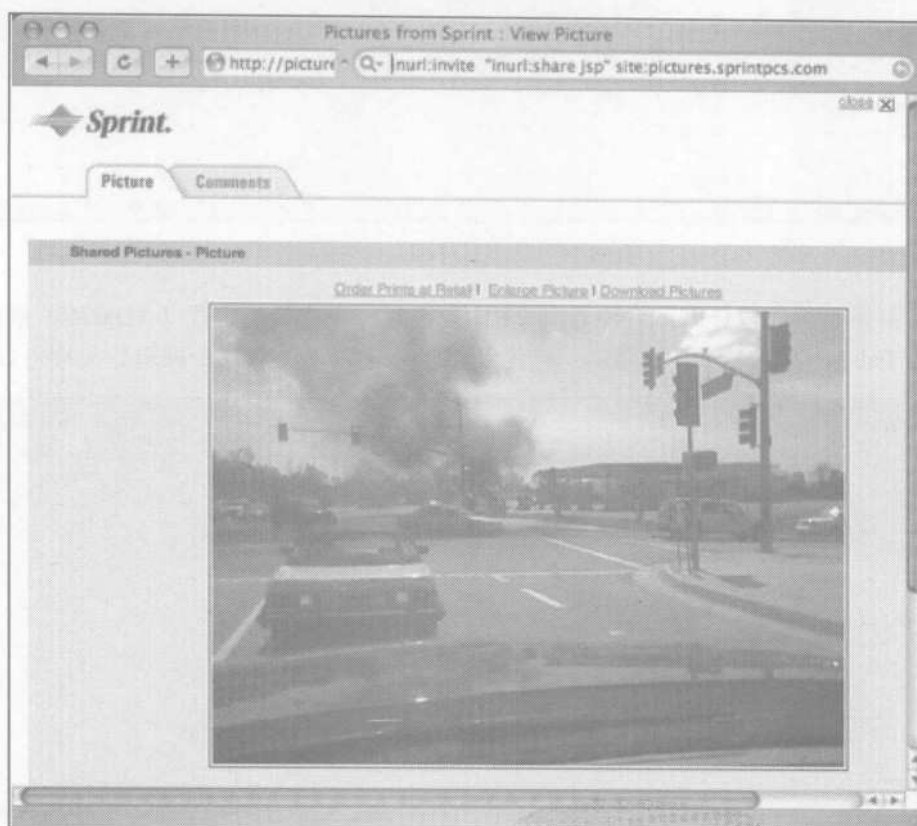 Pictures from Sprint : View Picture
http://picture inurl:invite "inurl:share jsp" site:pictures.sprintpcs.com
close
Sprint.
Picture Comments
Shared Pictures - Picture
Order Prints at Retail | Enlarge Picture | Download Pictures